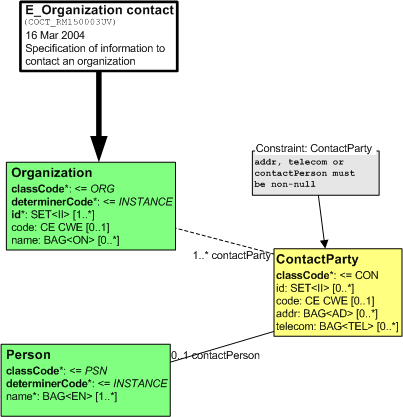 E_Organization contact
(COCT_RM150003UV)
16 Mar 2004
Specification of information to
contact an organization
Constraint: ContactParty
addr, telecom or
contactPerson must
be non-null
Organization
classCode*: <= ORG
determinerCode*: <= INSTANCE
id*: SET<II> [1..*]
code: CE CWE [0..1]
name: BAG<ON> [0..*]
1..* contactParty
ContactParty
classCode*: <= CON
id: SET<II> [0..*]
code: CE CWE [0..1]
addr: BAG<AD> [0..*]
telecom: BAG<TEL> [0..*]
0..1 contactPerson
Person
classCode*: <= PSN
determinerCode*: <= INSTANCE
name*: BAG<EN> [1..*]